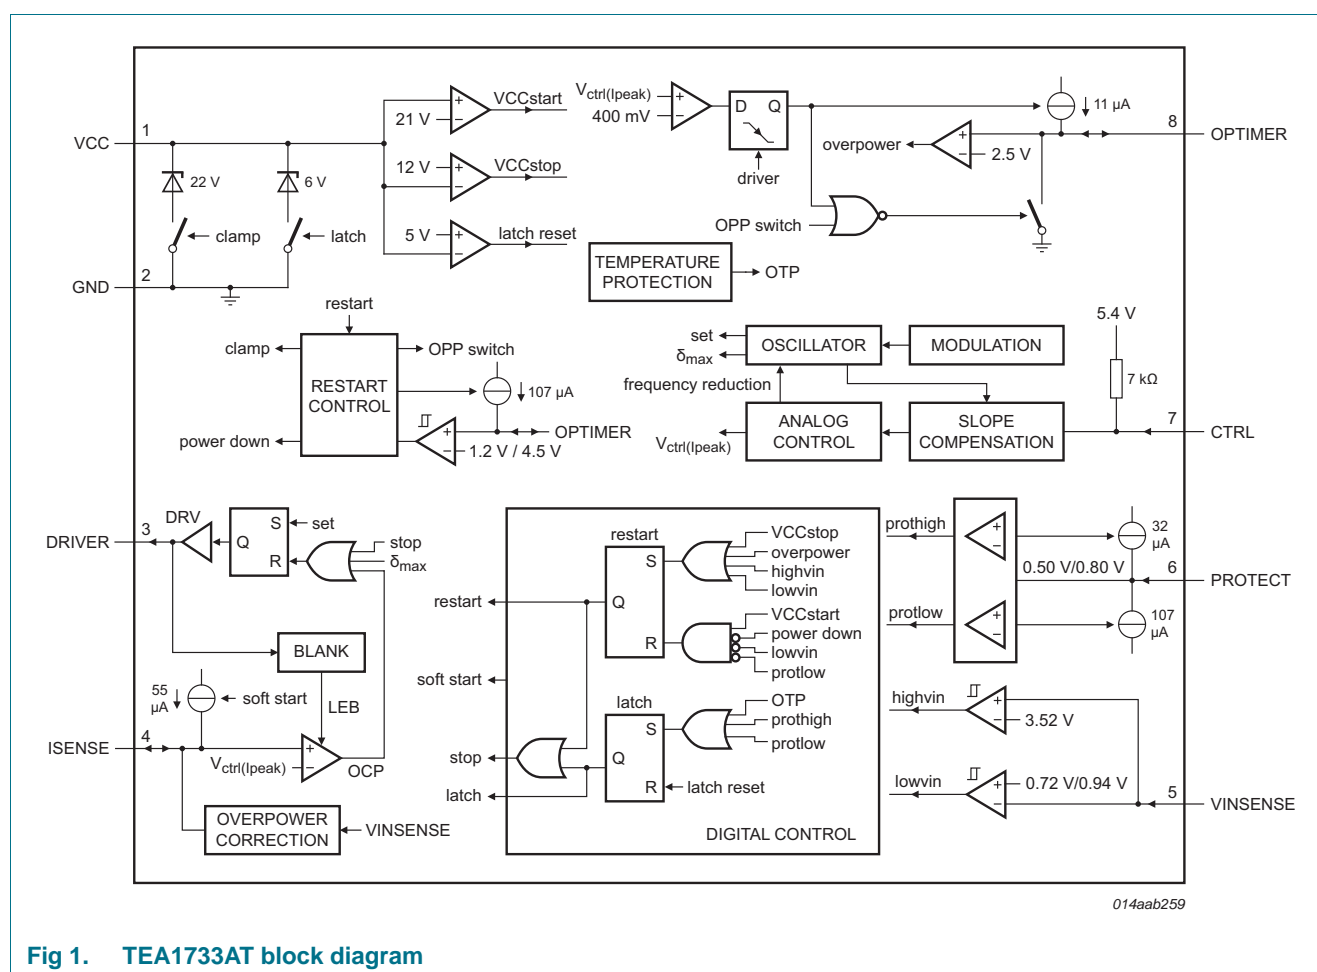 1
VCC
22 V
6 V
clamp
latch
2
GND
21 V
VCCstart
12 V
VCCstop
5 V
latch reset
Vctrl(Ipeak)
400 mV
D Q
driver
OPP switch
overpower
2.5 V
11 µA
8
OPTIMER
TEMPERATURE
PROTECTION
OTP
restart
clamp
OPP switch
RESTART
CONTROL
107 µA
power down
OPTIMER
1.2 V / 4.5 V
set
δmax
OSCILLATOR
MODULATION
frequency reduction
5.4 V
7 kΩ
ANALOG
CONTROL
SLOPE
COMPENSATION
Vctrl(Ipeak)
7
CTRL
3
DRIVER
DRV
Q
S
R
set
stop
δmax
BLANK
LEB
55
µA
soft start
4
ISENSE
Vctrl(Ipeak)
OCP
OVERPOWER
CORRECTION
VINSENSE
restart
S
Q
R
VCCstop
overpower
highvin
lowvin
VCCstart
power down
lowvin
protlow
restart
soft start
latch
S
Q
R
OTP
prothigh
protlow
latch reset
stop
latch
DIGITAL CONTROL
prothigh
32
µA
0.50 V/0.80 V
6
PROTECT
protlow
107
µA
highvin
3.52 V
lowvin
0.72 V/0.94 V
5
VINSENSE
014aab259
Fig 1. TEA1733AT block diagram